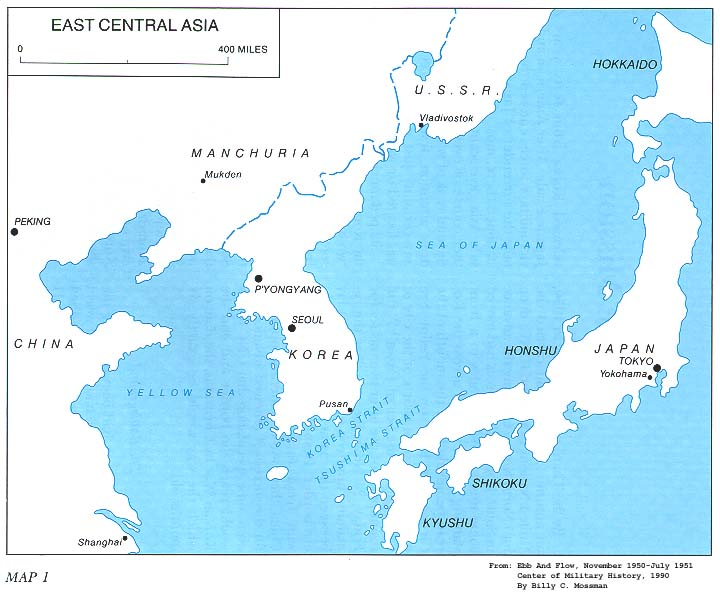 EAST CENTRAL ASIA
0 400 MILES
HOKKAIDO
U.S.S.R.
Vladivostok
MANCHURIA
Mukden
PEKING
SEA OF JAPAN
P'YONGYANG
SEOUL
CHINA
KOREA
HONSHU
JAPAN
TOKYO
Yokohama
YELLOW SEA
Pusan
KOREA STRAIT
TSUSHIMA STRAIT
SHIKOKU
KYUSHU
Shanghai
MAP 1
From: Ebb And Flow, November 1950-July 1951
Center of Military History, 1990
By Billy C. Mossman